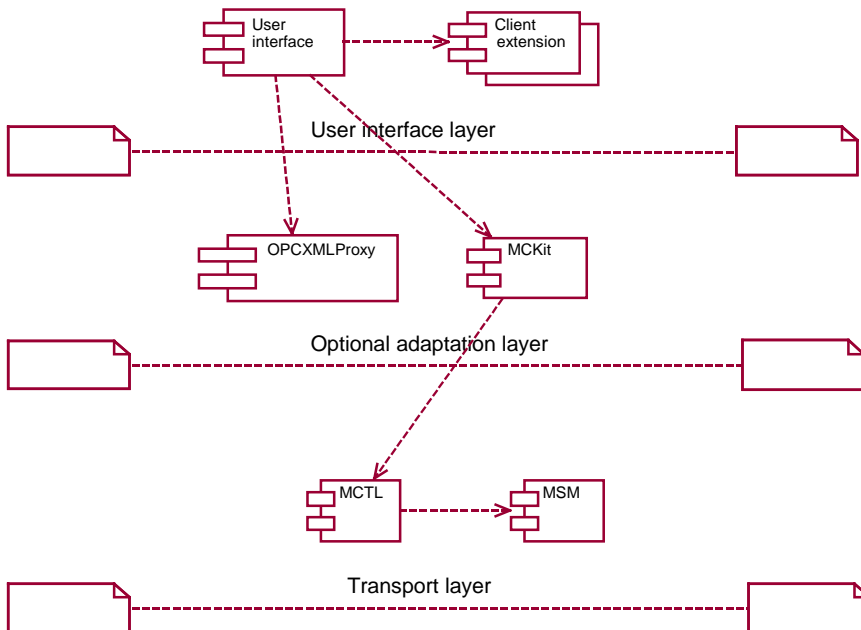 User
interface
Client
extension
User interface layer
OPCXMLProxy
MCKit
Optional adaptation layer
MCTL
MSM
Transport layer